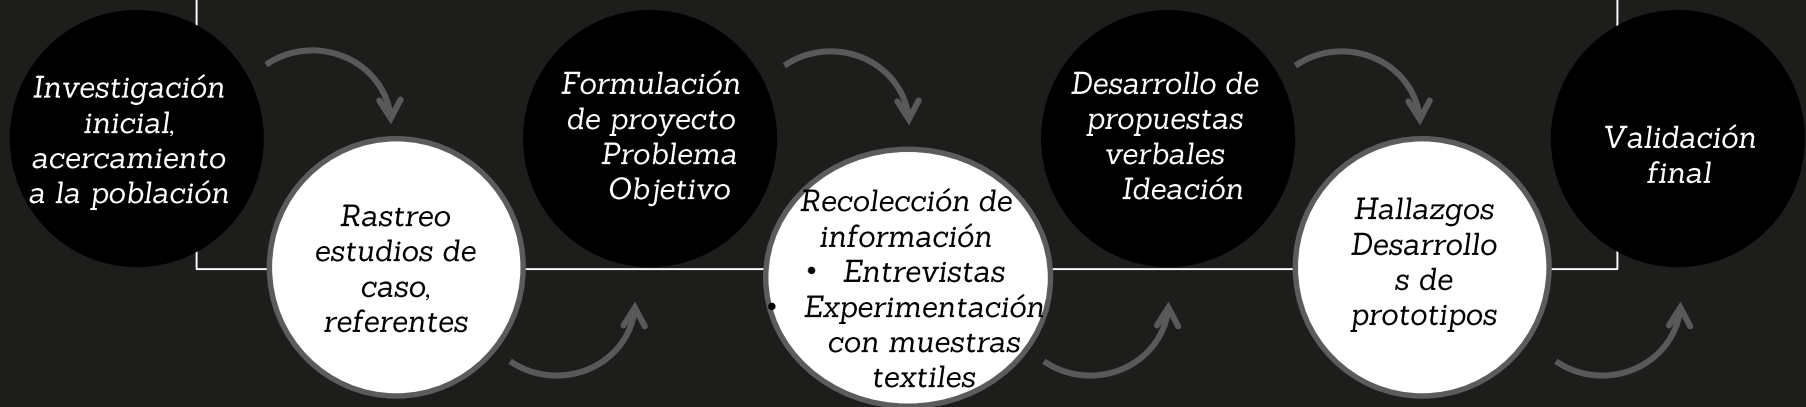 Investigación
inicial,
acercamiento
a la población
Rastreo
estudios de
caso,
referentes
Formulación
de proyecto
Problema
Objetivo
Recolección de
información
• Entrevistas
• Experimentación
con muestras
textiles
Desarrollo de
propuestas
verbales
Ideación
Hallazgos
Desarrollo
s de
prototipos
Validación
final